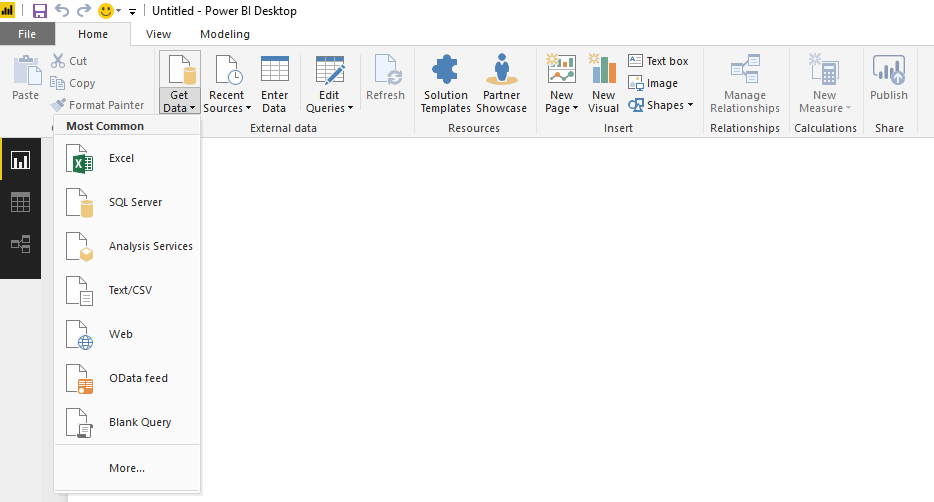 Untitled - Power BI Desktop
File Home View Modeling
Paste
Cut
Copy
Format Painter
Get Data
Recent Sources
Enter Data
Edit Queries
Refresh
External data
Solution Templates
Partner Showcase
Resources
New Page
New Visual
Text box
Image
Shapes
Insert
Manage Relationships
Relationships
New Measure
Calculations
Publish
Share
Most Common
Excel
SQL Server
Analysis Services
Text/CSV
Web
OData feed
Blank Query
More...